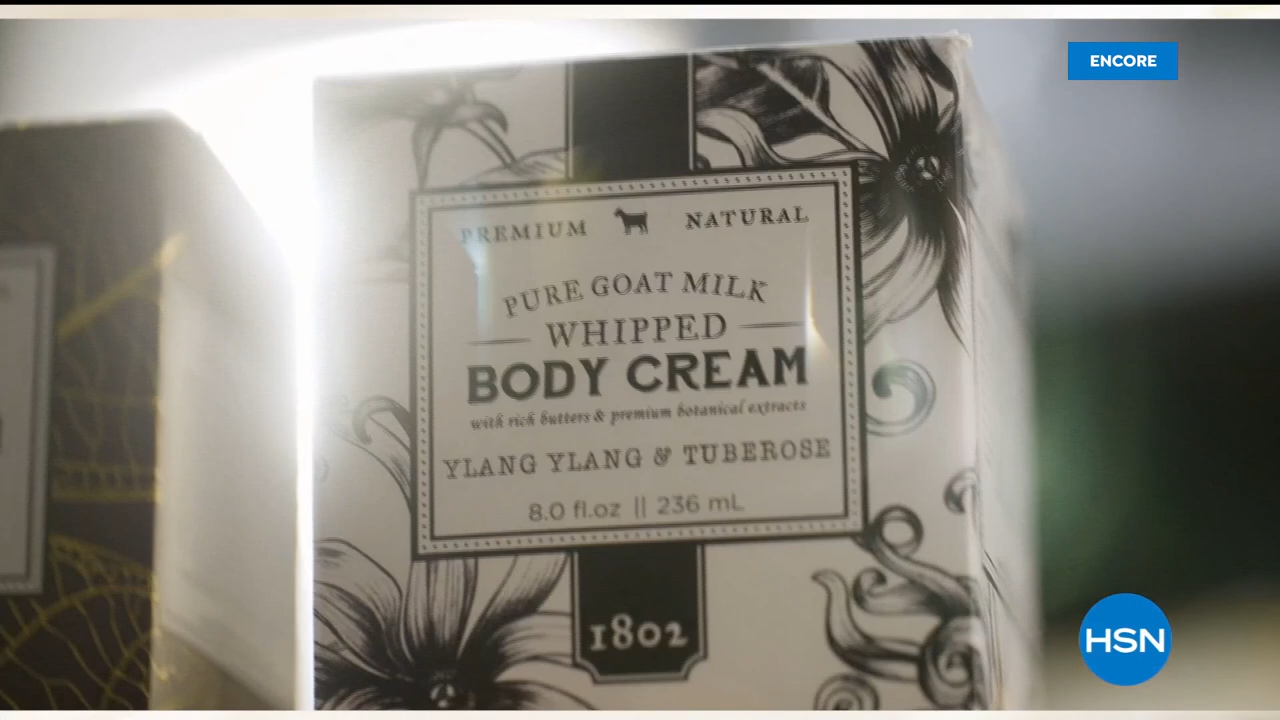 ENCORE
PREMIUM NATURAL
PURE GOAT MILK
WHIPPED
BODY CREAM
with rich butters & premium botanical extracts
YLANG YLANG & TUBEROSE
8.0 fl.oz || 236 mL
1802
HSN